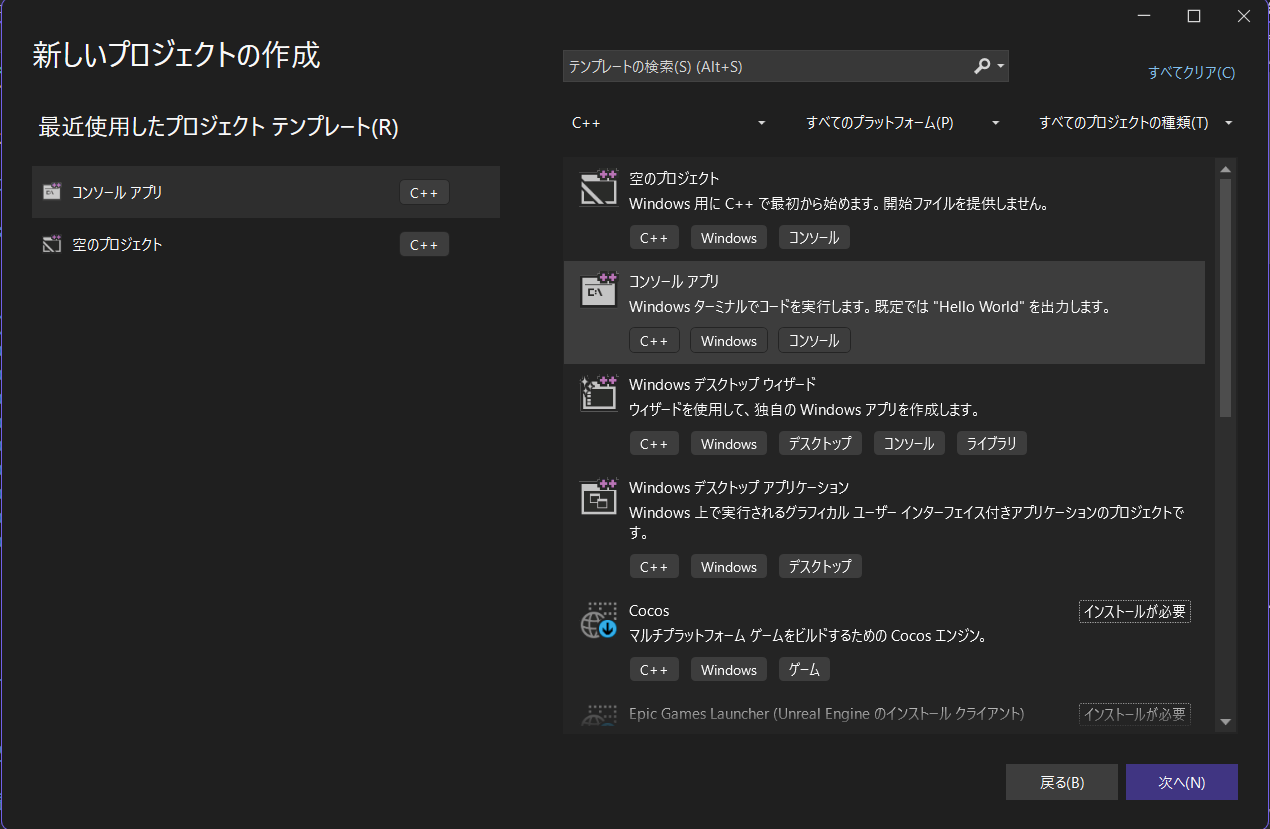 新しいプロジェクトの作成
最近使用したプロジェクト テンプレート(R)
コンソール アプリ
C++
空のプロジェクト
C++
テンプレートの検索(S) (Alt+S)
すべてクリア(C)
C++
すべてのプラットフォーム(P)
すべてのプロジェクトの種類(T)
空のプロジェクト
Windows 用に C++ で最初から始めます。開始ファイルを提供しません。
C++ Windows コンソール
コンソール アプリ
Windows ターミナルでコードを実行します。既定では "Hello World" を出力します。
C++ Windows コンソール
Windows デスクトップ ウィザード
ウィザードを使用して、独自の Windows アプリを作成します。
C++ Windows デスクトップ コンソール ライブラリ
Windows デスクトップ アプリケーション
Windows 上で実行されるグラフィカル ユーザー インターフェイス付きアプリケーションのプロジェクトで
す。
C++ Windows デスクトップ
Cocos
インストールが必要
マルチプラットフォーム ゲームをビルドするための Cocos エンジン。
C++ Windows ゲーム
Epic Games Launcher (Unreal Engine のインストール クライアント)
インストールが必要
戻る(B)
次へ(N)